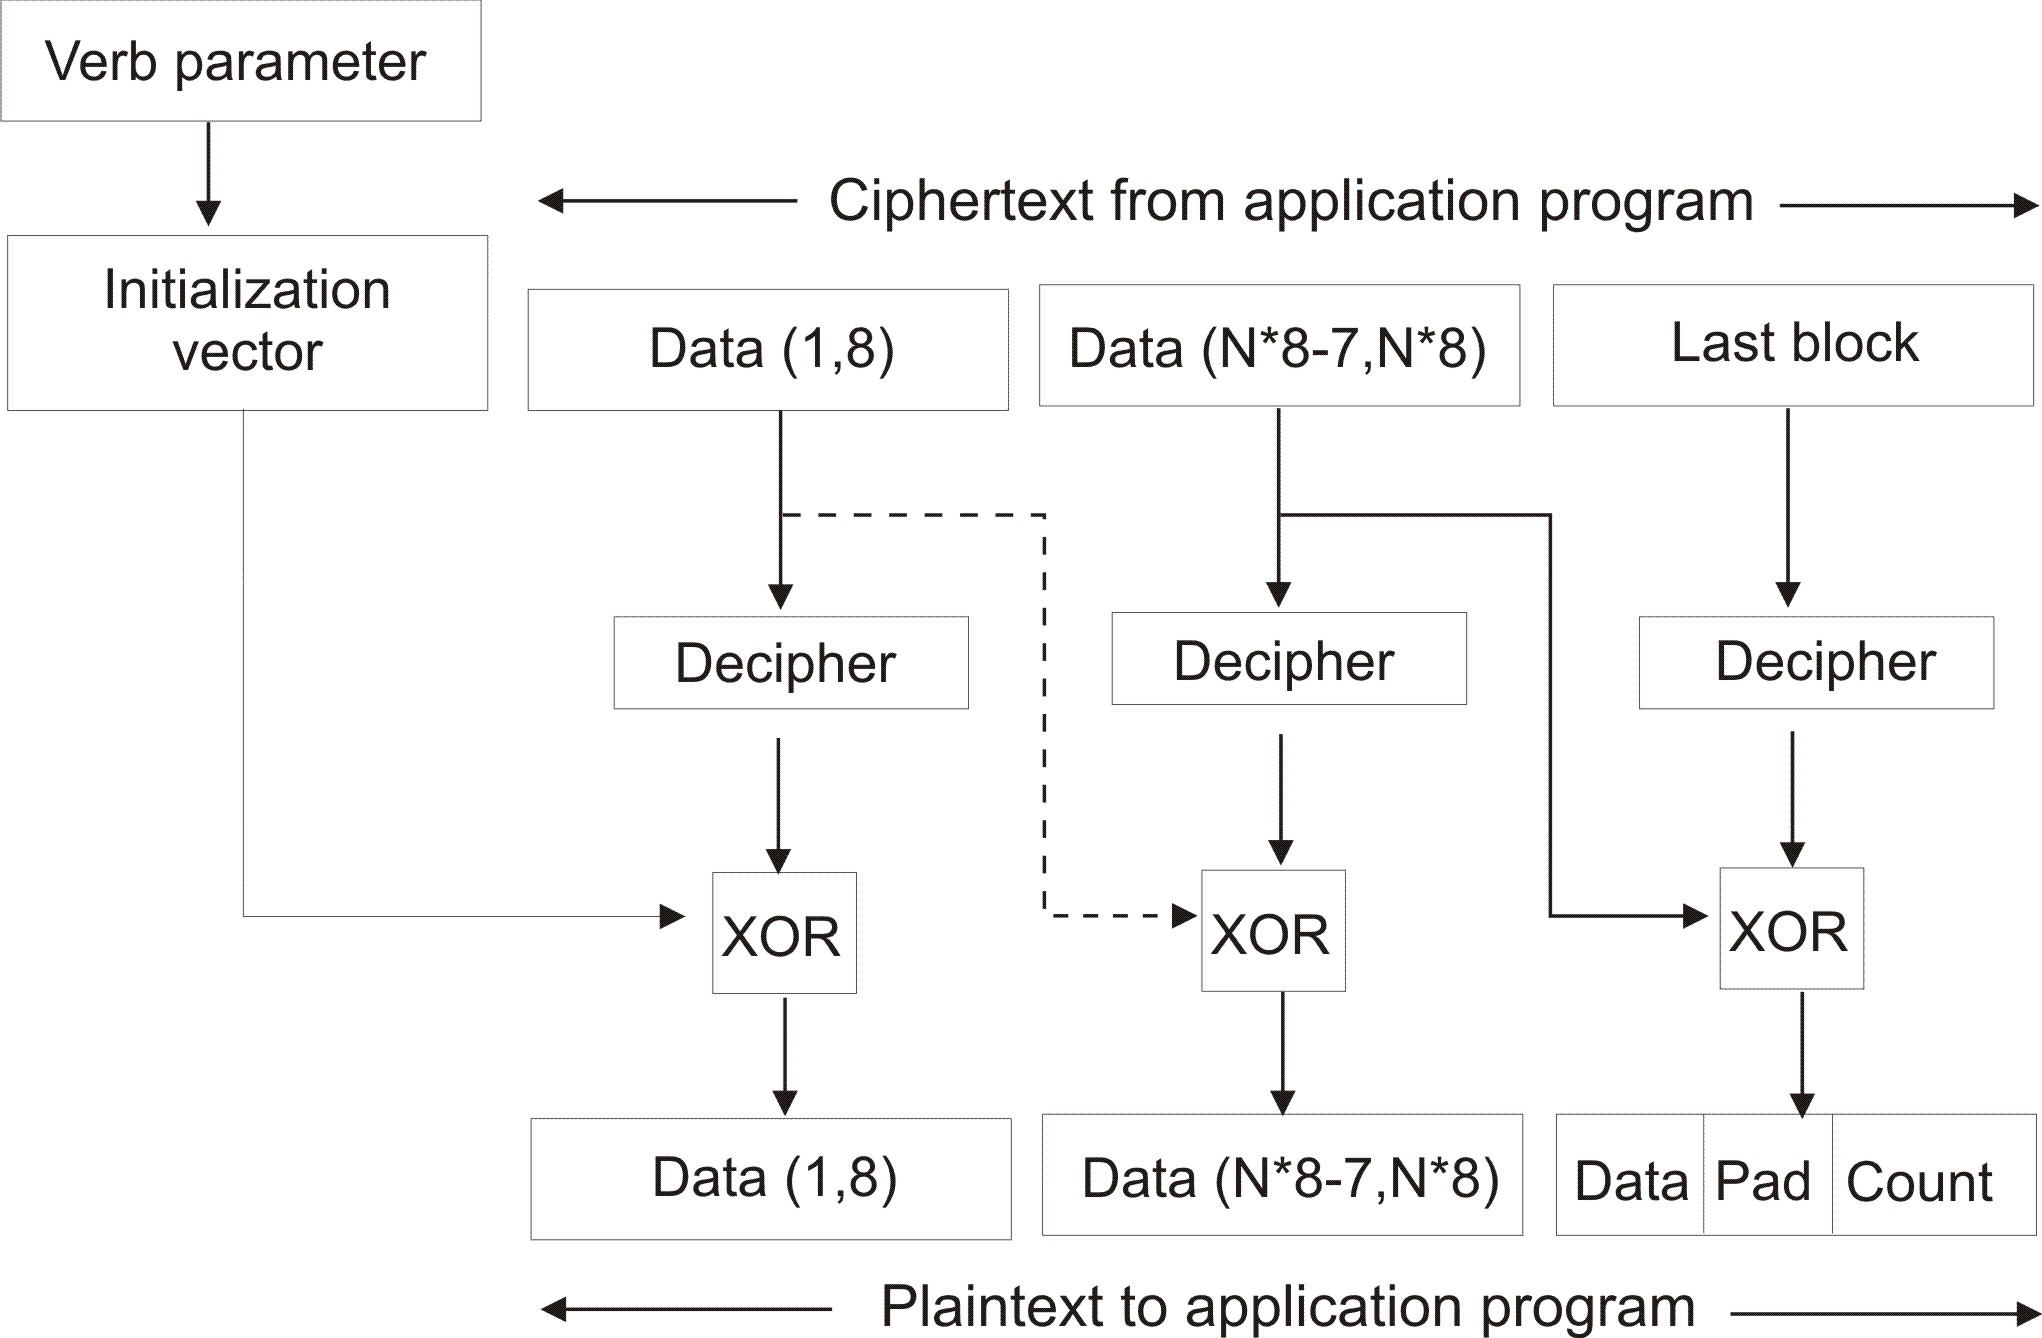 Verb parameter
Ciphertext from application program
Initialization
vector
Data (1,8)
Data (N*8-7,N*8)
Last block
Decipher
Decipher
Decipher
XOR
XOR
XOR
Data (1,8)
Data (N*8-7,N*8)
Data
Pad
Count
Plaintext to application program